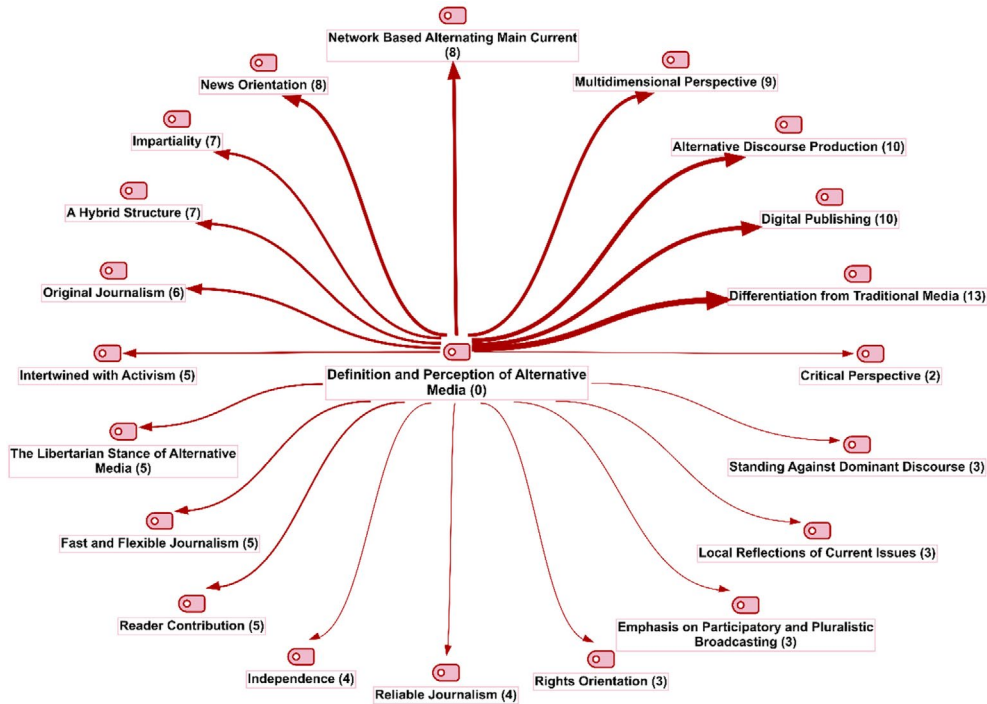 Network Based Alternating Main Current
(8)
News Orientation (8)
Multidimensional Perspective (9)
Impartiality (7)
Alternative Discourse Production (10)
A Hybrid Structure (7)
Digital Publishing (10)
Original Journalism (6)
Differentiation from Traditional Media (13)
Intertwined with Activism (5)
Definition and Perception of Alternative
Media (0)
Critical Perspective (2)
The Libertarian Stance of Alternative
Media (5)
Standing Against Dominant Discourse (3)
Fast and Flexible Journalism (5)
Local Reflections of Current Issues (3)
Reader Contribution (5)
Emphasis on Participatory and Pluralistic
Broadcasting (3)
Independence (4)
Reliable Journalism (4)
Rights Orientation (3)